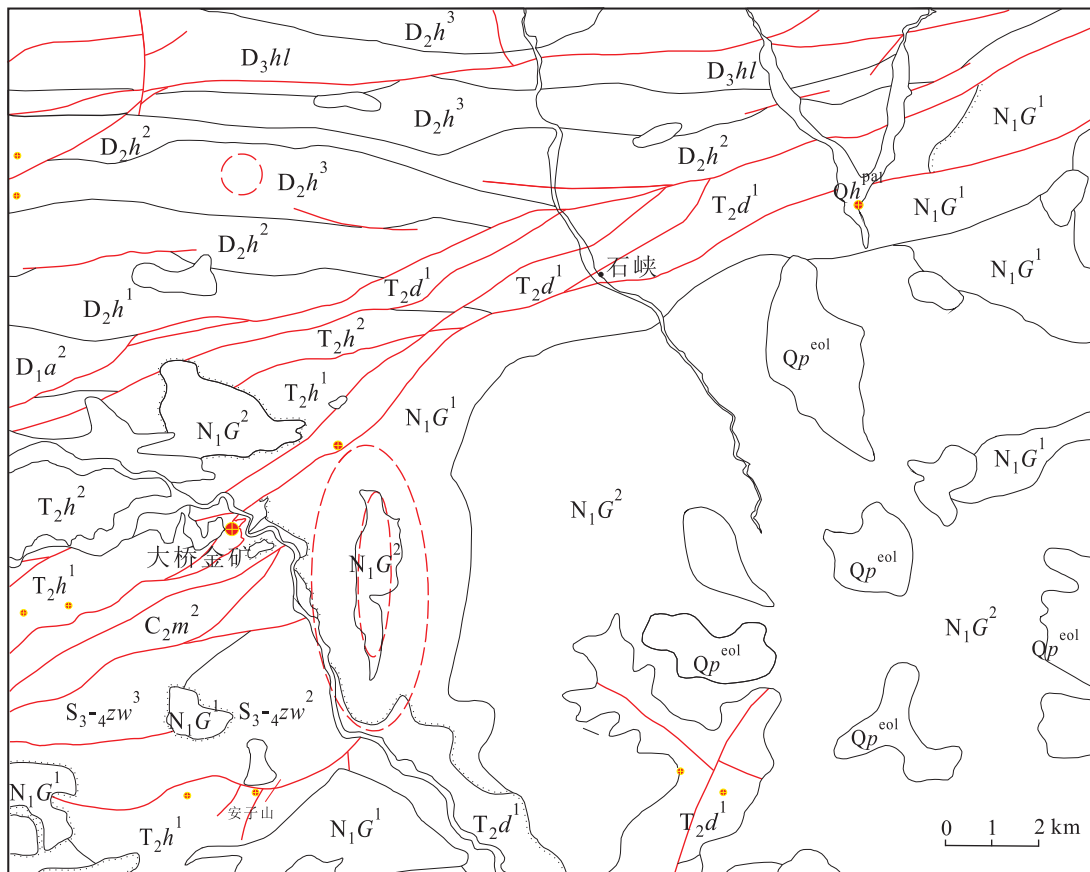 D₂h³
D₃hl
D₃hl
D₂h³
N₁G¹
D₂h²
D₂h²
D₂h³
Qhᵖᵃˡ
T₂d¹
N₁G¹
D₂h²
石峡
N₁G¹
T₂d¹
T₂d¹
D₂h¹
T₂h²
D₁a²
Qpᵉᵒˡ
T₂h¹
N₁G¹
N₁G²
N₁G¹
T₂h²
N₁G²
大桥金矿
N₁G²
Qpᵉᵒˡ
T₂h¹
C₂m²
N₁G²
Qpᵉᵒˡ
Qpᵉᵒˡ
S₃₋₄zw³
N₁G¹
S₃₋₄zw²
Qpᵉᵒˡ
N₁G¹
安子山
T₂h¹
N₁G¹
T₂d¹
T₂d¹
0 1 2 km